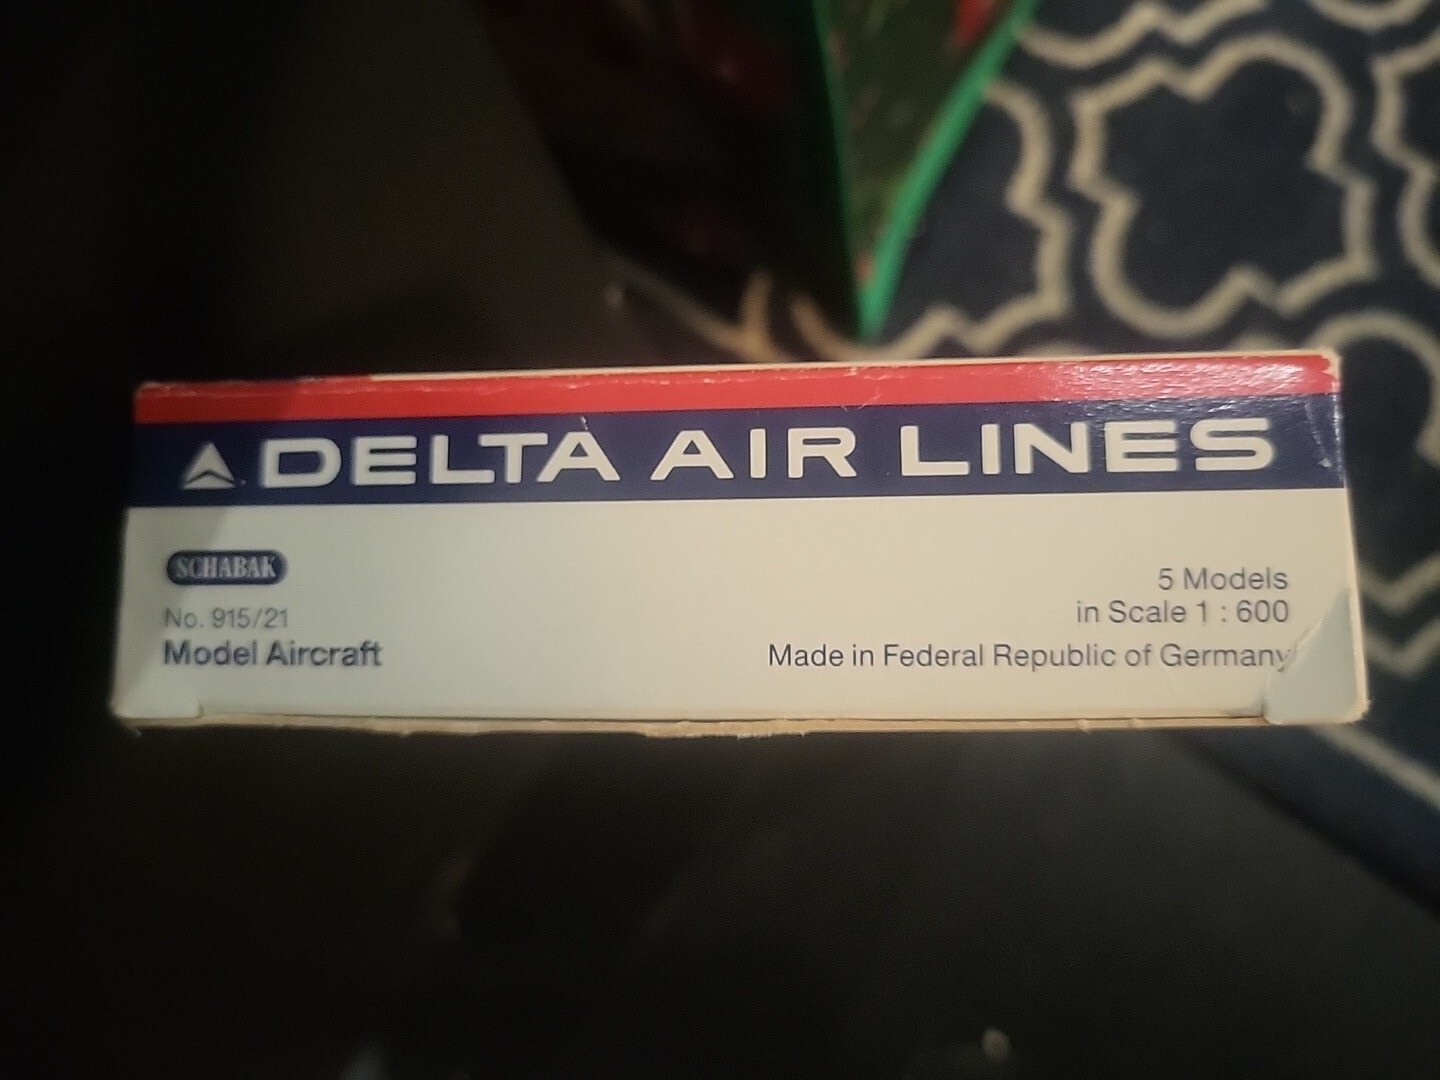 DELTA AIR LINES
SCHABAK
No. 915/21
Model Aircraft
5 Models
in Scale 1 : 600
Made in Federal Republic of Germany